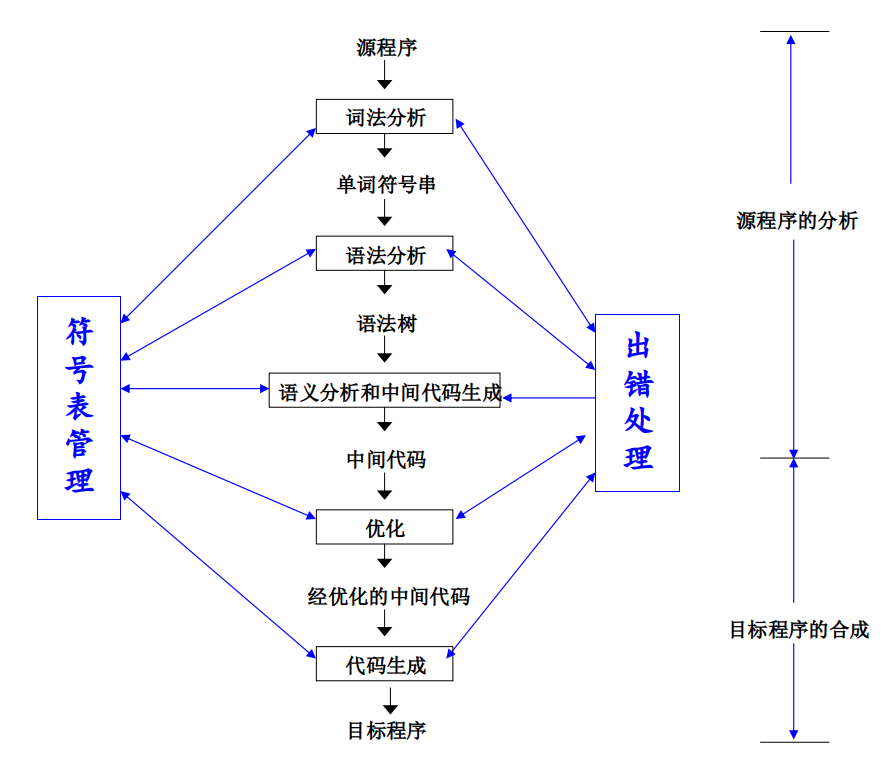 源程序
词法分析
单词符号串
语法分析
语法树
语义分析和中间代码生成
中间代码
优化
经优化的中间代码
代码生成
目标程序
符号表管理
出错处理
源程序的分析
目标程序的合成